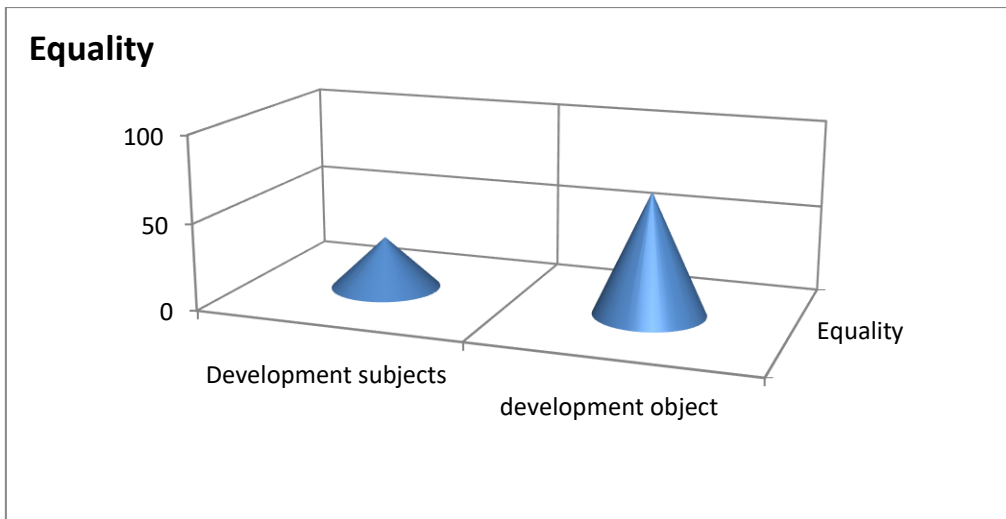 Equality
100
50
0
Development subjects
development object
Equality